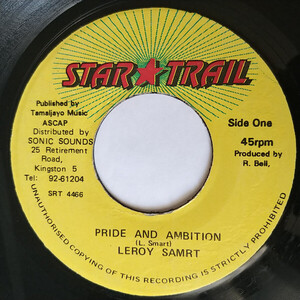 STAR ★ TRAIL
Published by
Tamaijayo Music
ASCAP
Distributed by
SONIC SOUNDS
25 Retirement
Road,
Kingston 5
Tel: 92-61204
SRT 4466
Side One
45rpm
Produced by
R. Bell,
PRIDE AND AMBITION
(L. Smart)
LEROY SAMRT
UNAUTHORISED COPYING OF THIS RECORDING IS STRICTLY PROHIBITED